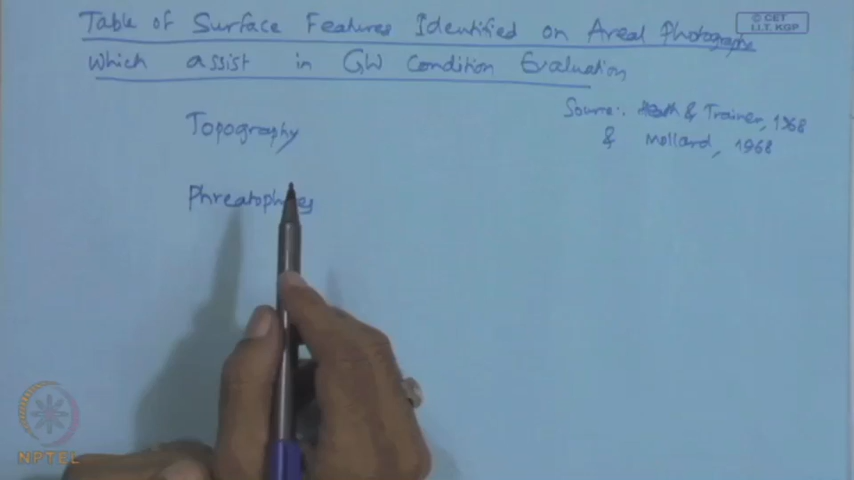 Table of Surface Features Identified on Areal Photographs
© CET
I.I.T. KGP
Which assist in GW Condition Evaluation
Source:. Heath & Trainer, 1968
& Mollard, 1968
Topography
Phreatophytes
NPTEL